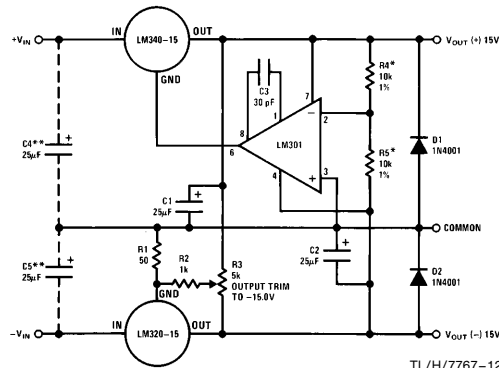 +VIN
IN
LM340-15
OUT
VOUT (+) 15V
GND
C3
30 pF
7
R4*
10k
1%
8
1
2
−
6
LM301
C4**
25μF
+
4
+
3
R5*
10k
1%
D1
1N4001
C1
25μF
+
COMMON
C5**
25μF
+
R1
50
R2
1k
R3
5k
OUTPUT TRIM
TO −15.0V
C2
25μF
+
D2
1N4001
GND
−VIN
IN
LM320-15
OUT
VOUT (−) 15V
TL/H/7767-12